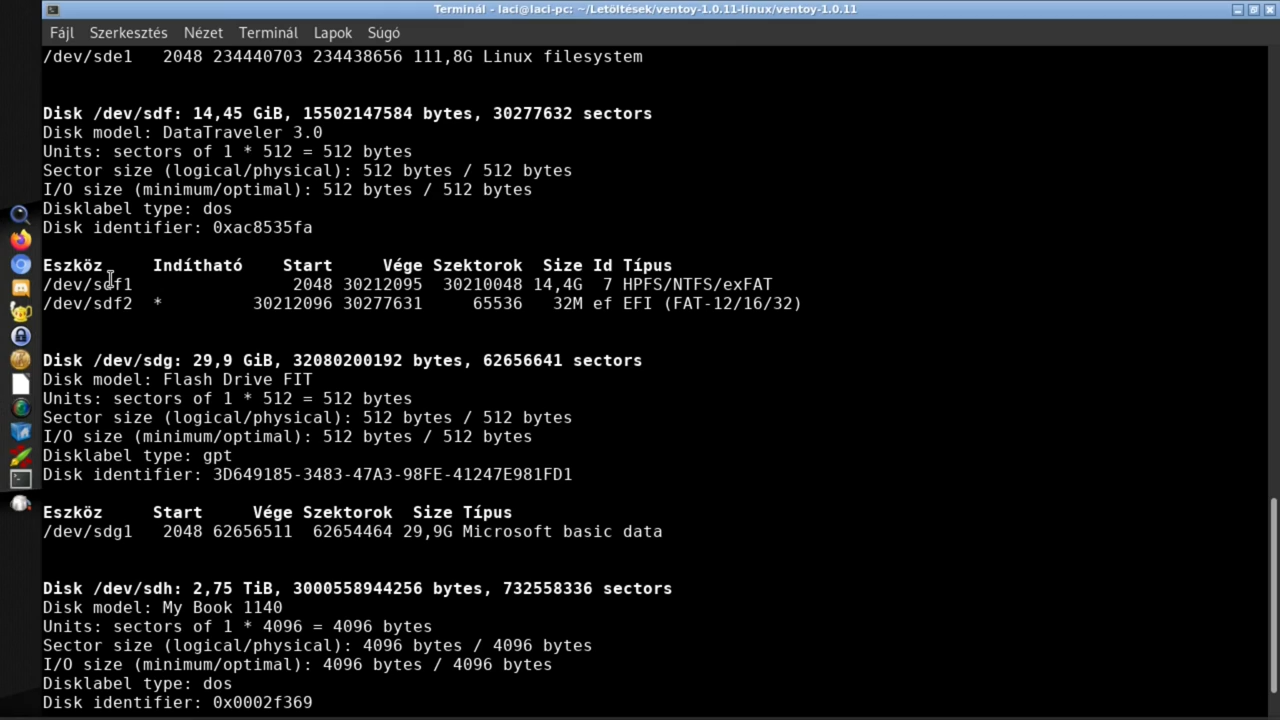 Terminál - laci@laci-pc: ~/Letöltések/ventoy-1.0.11-linux/ventoy-1.0.11
Fájl Szerkesztés Nézet Terminál Lapok Súgó
/dev/sde1   2048 234440703 234438656 111,8G Linux filesystem
Disk /dev/sdf: 14,45 GiB, 15502147584 bytes, 30277632 sectors
Disk model: DataTraveler 3.0
Units: sectors of 1 * 512 = 512 bytes
Sector size (logical/physical): 512 bytes / 512 bytes
I/O size (minimum/optimal): 512 bytes / 512 bytes
Disklabel type: dos
Disk identifier: 0xac8535fa
Eszköz     Indítható    Start     Vége Szektorok  Size Id Típus
/dev/sdf1                2048 30212095  30210048 14,4G  7 HPFS/NTFS/exFAT
/dev/sdf2  *         30212096 30277631     65536   32M ef EFI (FAT-12/16/32)
Disk /dev/sdg: 29,9 GiB, 32080200192 bytes, 62656641 sectors
Disk model: Flash Drive FIT
Units: sectors of 1 * 512 = 512 bytes
Sector size (logical/physical): 512 bytes / 512 bytes
I/O size (minimum/optimal): 512 bytes / 512 bytes
Disklabel type: gpt
Disk identifier: 3D649185-3483-47A3-98FE-41247E981FD1
Eszköz     Start     Vége Szektorok  Size Típus
/dev/sdg1   2048 62656511  62654464 29,9G Microsoft basic data
Disk /dev/sdh: 2,75 TiB, 3000558944256 bytes, 732558336 sectors
Disk model: My Book 1140
Units: sectors of 1 * 4096 = 4096 bytes
Sector size (logical/physical): 4096 bytes / 4096 bytes
I/O size (minimum/optimal): 4096 bytes / 4096 bytes
Disklabel type: dos
Disk identifier: 0x0002f369